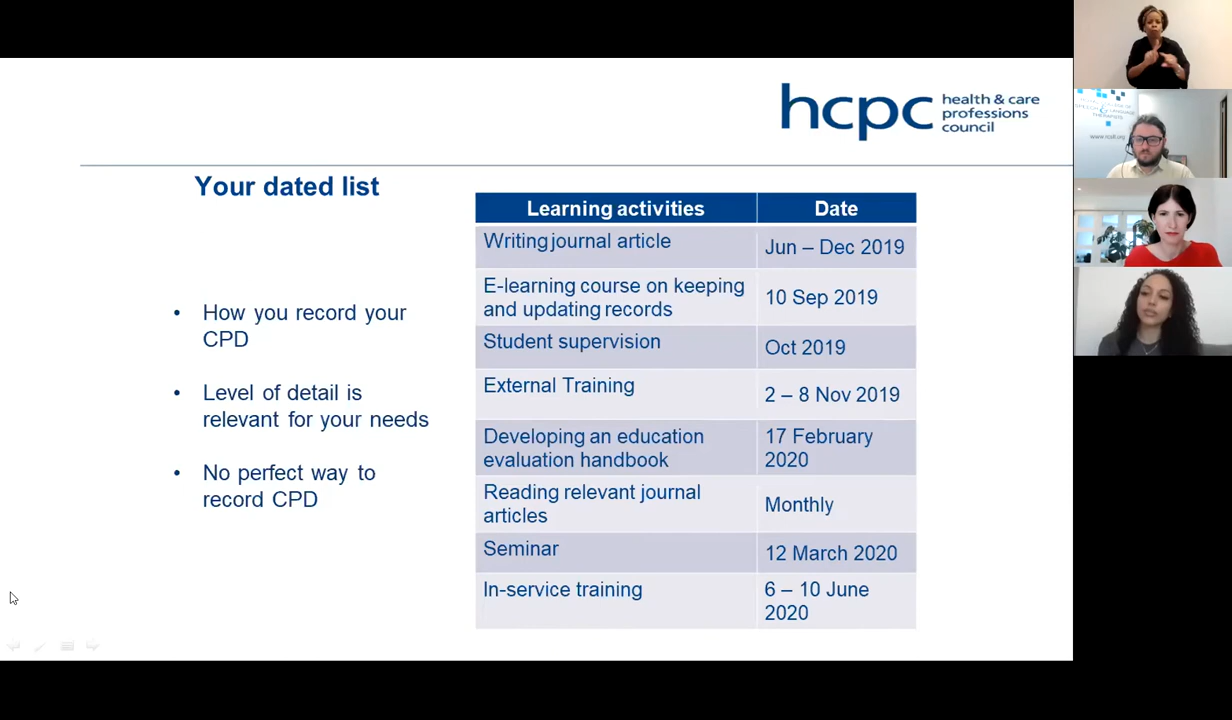 hcpc
health & care
professions
council
Your dated list
• How you record your
CPD
• Level of detail is
relevant for your needs
• No perfect way to
record CPD
Learning activities Date
Writing journal article Jun – Dec 2019
E-learning course on keeping
and updating records
10 Sep 2019
Student supervision Oct 2019
External Training 2 – 8 Nov 2019
Developing an education
evaluation handbook
17 February
2020
Reading relevant journal
articles
Monthly
Seminar 12 March 2020
In-service training
6 – 10 June
2020
SPEECH & LANGUAGE
THERAPISTS